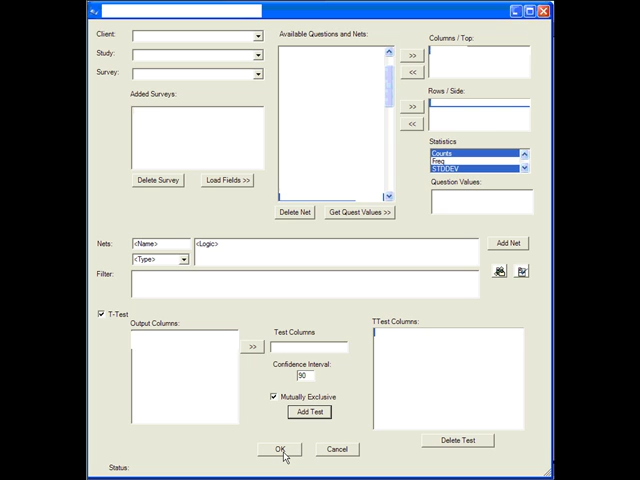 Client:
Study:
Survey:
Added Surveys:
Delete Survey
Load Fields >>
Available Questions and Nets:
Delete Net
Get Quest Values >>
>>
<<
>>
<<
Columns / Top:
Rows / Side:
Statistics
Counts
Freq
STDDEV
Question Values:
Nets:
<Name>
<Logic>
<Type>
Add Net
Filter:
T-Test
Output Columns:
>>
Test Columns
Confidence Interval:
90
Mutually Exclusive
Add Test
TTest Columns:
Delete Test
OK
Cancel
Status: